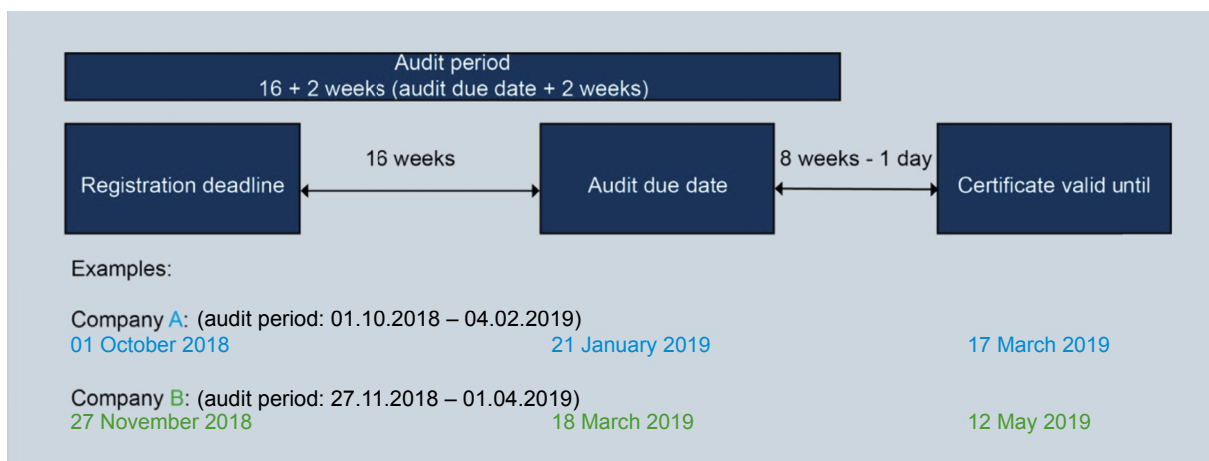 Audit period
16 + 2 weeks (audit due date + 2 weeks)
Registration deadline
16 weeks
Audit due date
8 weeks - 1 day
Certificate valid until
Examples:
Company A: (audit period: 01.10.2018 – 04.02.2019)
01 October 2018 21 January 2019 17 March 2019
Company B: (audit period: 27.11.2018 – 01.04.2019)
27 November 2018 18 March 2019 12 May 2019